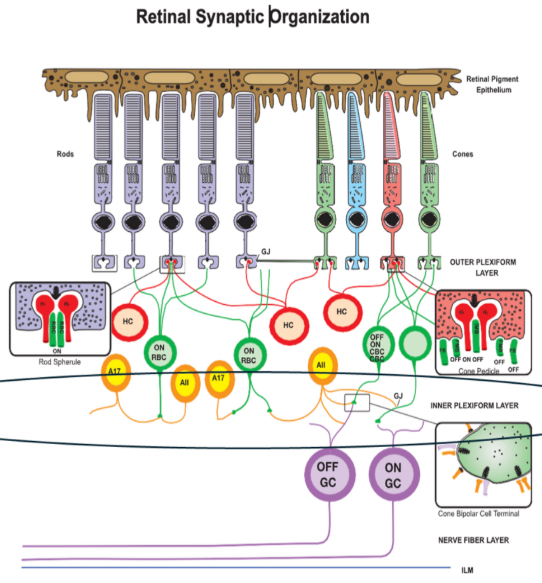 Retinal Synaptic Organization
Retinal Pigment
Epithelium
Rods
Cones
GJ
OUTER PLEXIFORM
LAYER
HC
HC
HC
ON
Rod Spherule
ON
RBC
ON
RBC
OFF
ON
CBC
CBC
OFF ON OFF
OFF
OFF
Cone Pedicle
A17
AII
A17
AII
GJ
INNER PLEXIFORM LAYER
OFF
GC
ON
GC
Cone Bipolar Cell Terminal
NERVE FIBER LAYER
ILM